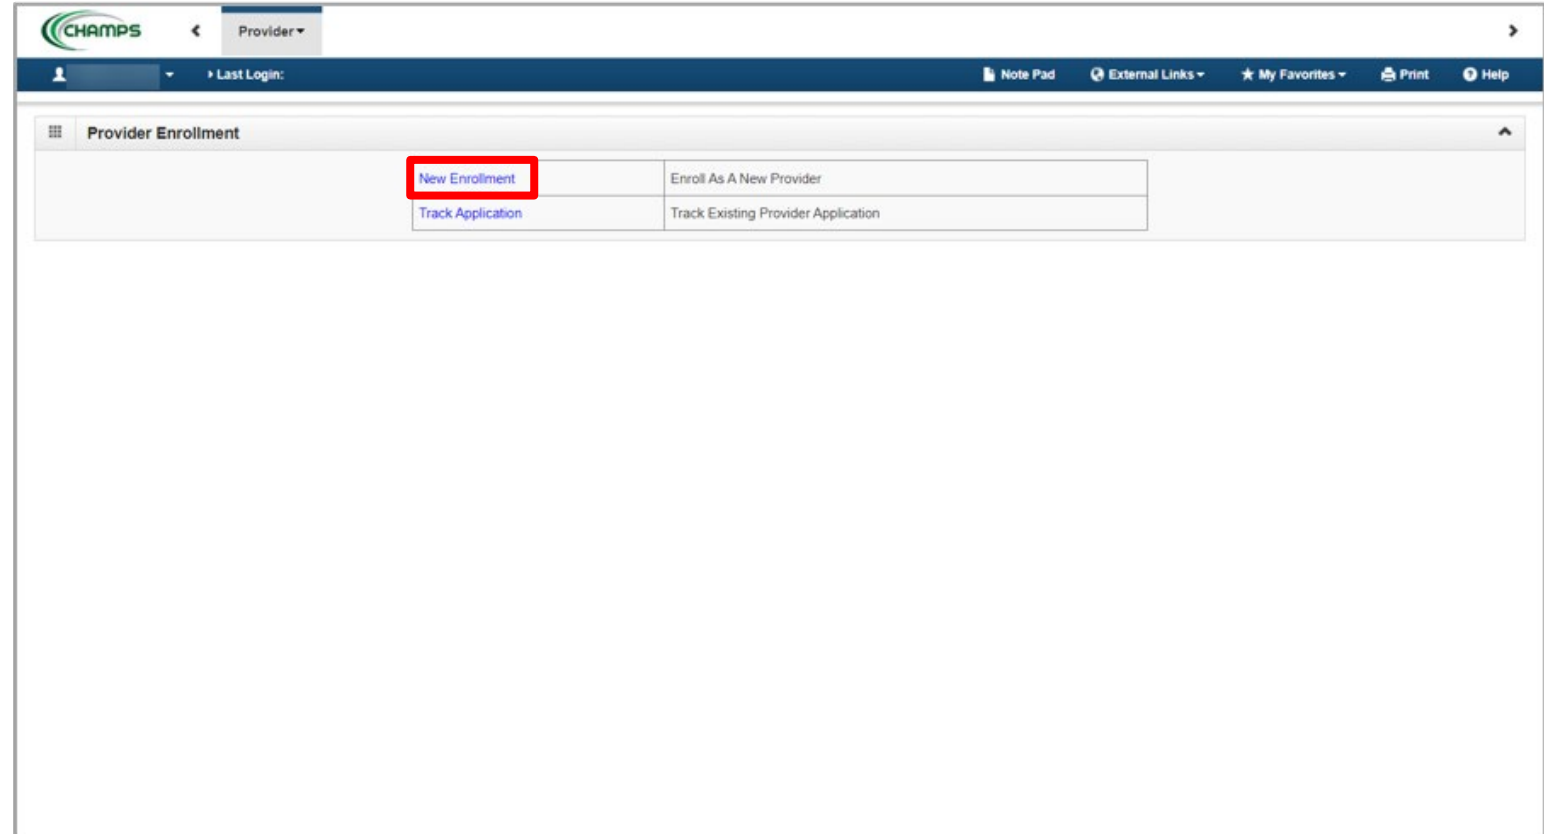 CHAMPS
Provider
Last Login:
Note Pad
External Links
My Favorites
Print
Help
Provider Enrollment
New Enrollment
Enroll As A New Provider
Track Application
Track Existing Provider Application